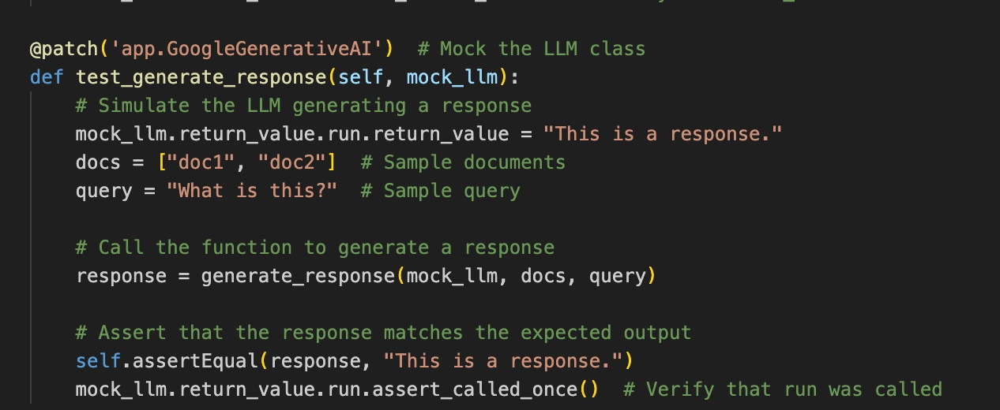 @patch('app.GoogleGenerativeAI')  # Mock the LLM class
def test_generate_response(self, mock_llm):
    # Simulate the LLM generating a response
    mock_llm.return_value.run.return_value = "This is a response."
    docs = ["doc1", "doc2"]  # Sample documents
    query = "What is this?"  # Sample query

    # Call the function to generate a response
    response = generate_response(mock_llm, docs, query)

    # Assert that the response matches the expected output
    self.assertEqual(response, "This is a response.")
    mock_llm.return_value.run.assert_called_once()  # Verify that run was called